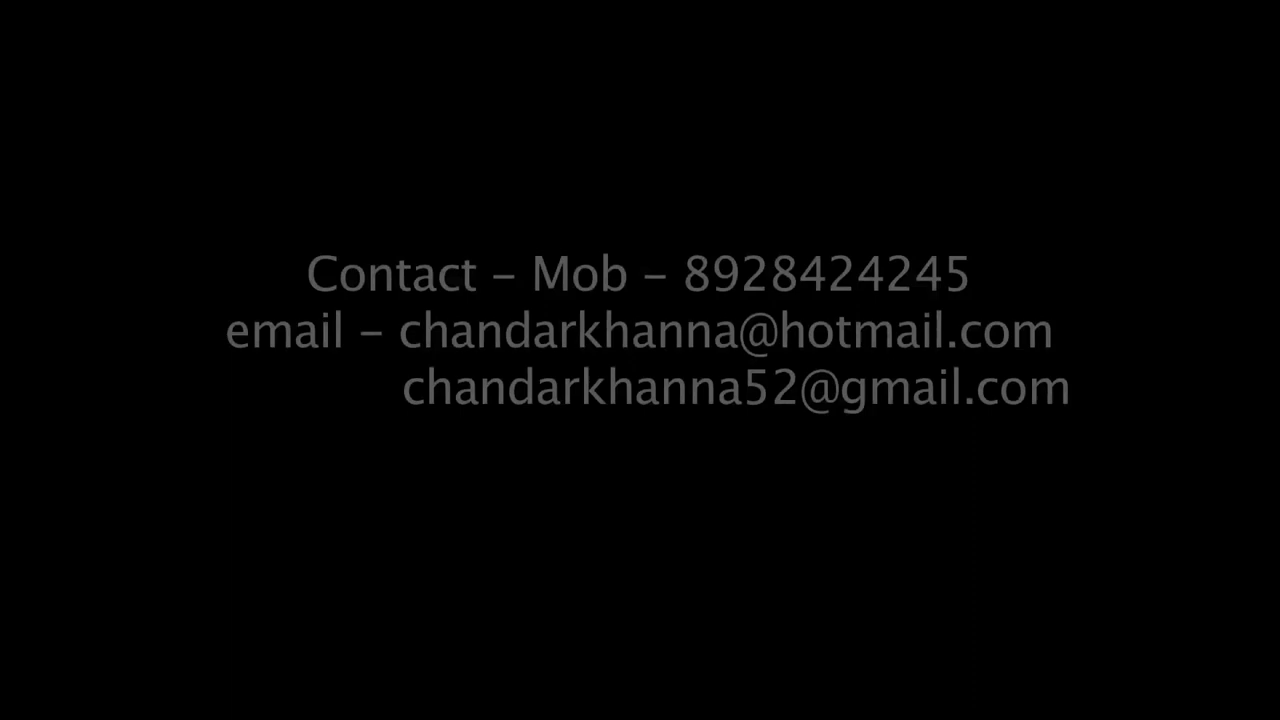 Contact – Mob – 8928424245
email – chandarkhanna@hotmail.com
chandarkhanna52@gmail.com